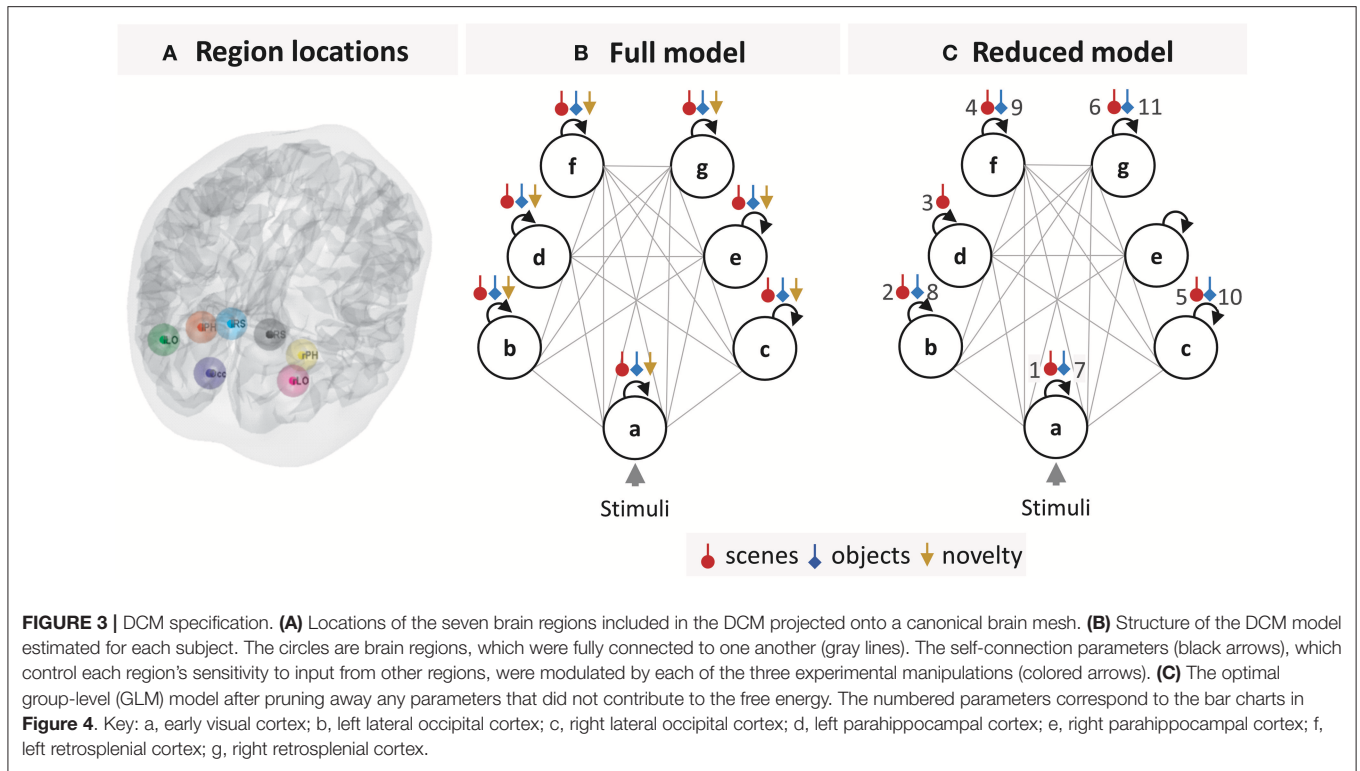 A Region locations
B Full model
C Reduced model
f
g
d
e
b
c
a
Stimuli
4 9
6 11
f
g
3
d
e
2 8
5 10
b
c
1 7
a
Stimuli
LO
PH
RS
RS
rPH
LO
scenes objects novelty
FIGURE 3 | DCM specification. (A) Locations of the seven brain regions included in the DCM projected onto a canonical brain mesh. (B) Structure of the DCM model
estimated for each subject. The circles are brain regions, which were fully connected to one another (gray lines). The self-connection parameters (black arrows), which
control each region's sensitivity to input from other regions, were modulated by each of the three experimental manipulations (colored arrows). (C) The optimal
group-level (GLM) model after pruning away any parameters that did not contribute to the free energy. The numbered parameters correspond to the bar charts in
Figure 4. Key: a, early visual cortex; b, left lateral occipital cortex; c, right lateral occipital cortex; d, left parahippocampal cortex; e, right parahippocampal cortex; f,
left retrosplenial cortex; g, right retrosplenial cortex.